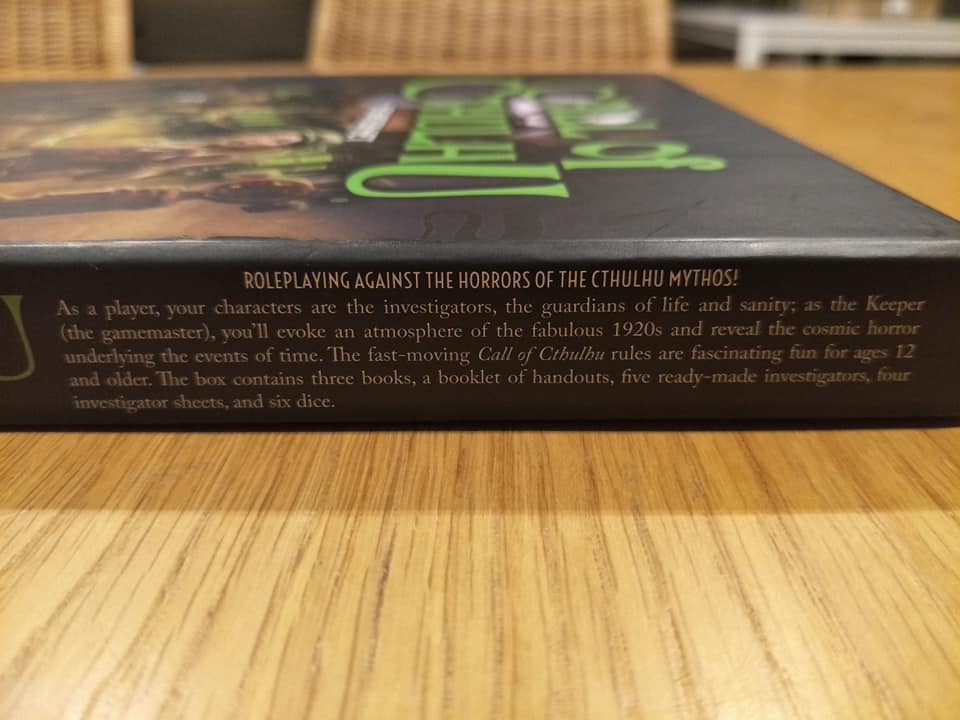 Call of
Cthulhu
ROLEPLAYING AGAINST THE HORRORS OF THE CTHULHU MYTHOS!
As a player, your characters are the investigators, the guardians of life and sanity; as the Keeper
(the gamemaster), you'll evoke an atmosphere of the fabulous 1920s and reveal the cosmic horror
underlying the events of time. The fast-moving Call of Cthulhu rules are fascinating fun for ages 12
and older. The box contains three books, a booklet of handouts, five ready-made investigators, four
investigator sheets, and six dice.